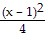 (x - 1)²
4